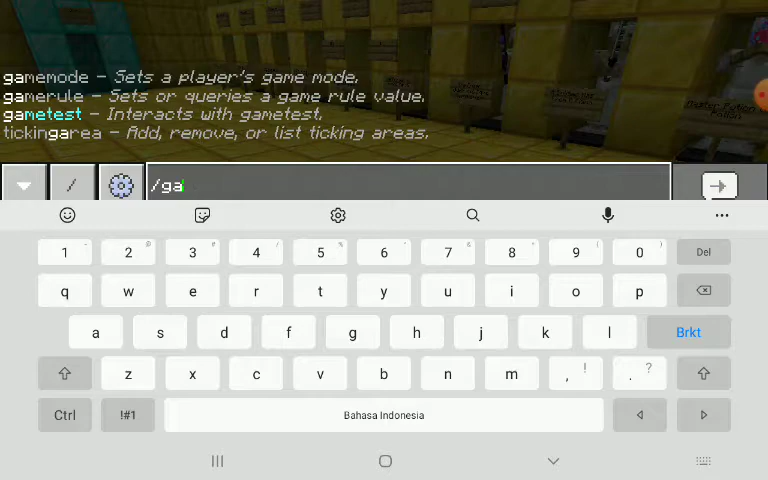 gamemode – Sets a player's game mode.
gamerule – Sets or queries a game rule value.
gametest – Interacts with gametest.
tickingarea – Add, remove, or list ticking areas.
/ /ga
1 - 2 @ 3 # 4 / 5 % 6 ^ 7 & 8 * 9 ( 0 ) Del
q w e r t y u i o p
a s d f g h j k l Brkt
z x c v b n m , ! . ?
Ctrl !#1 Bahasa Indonesia